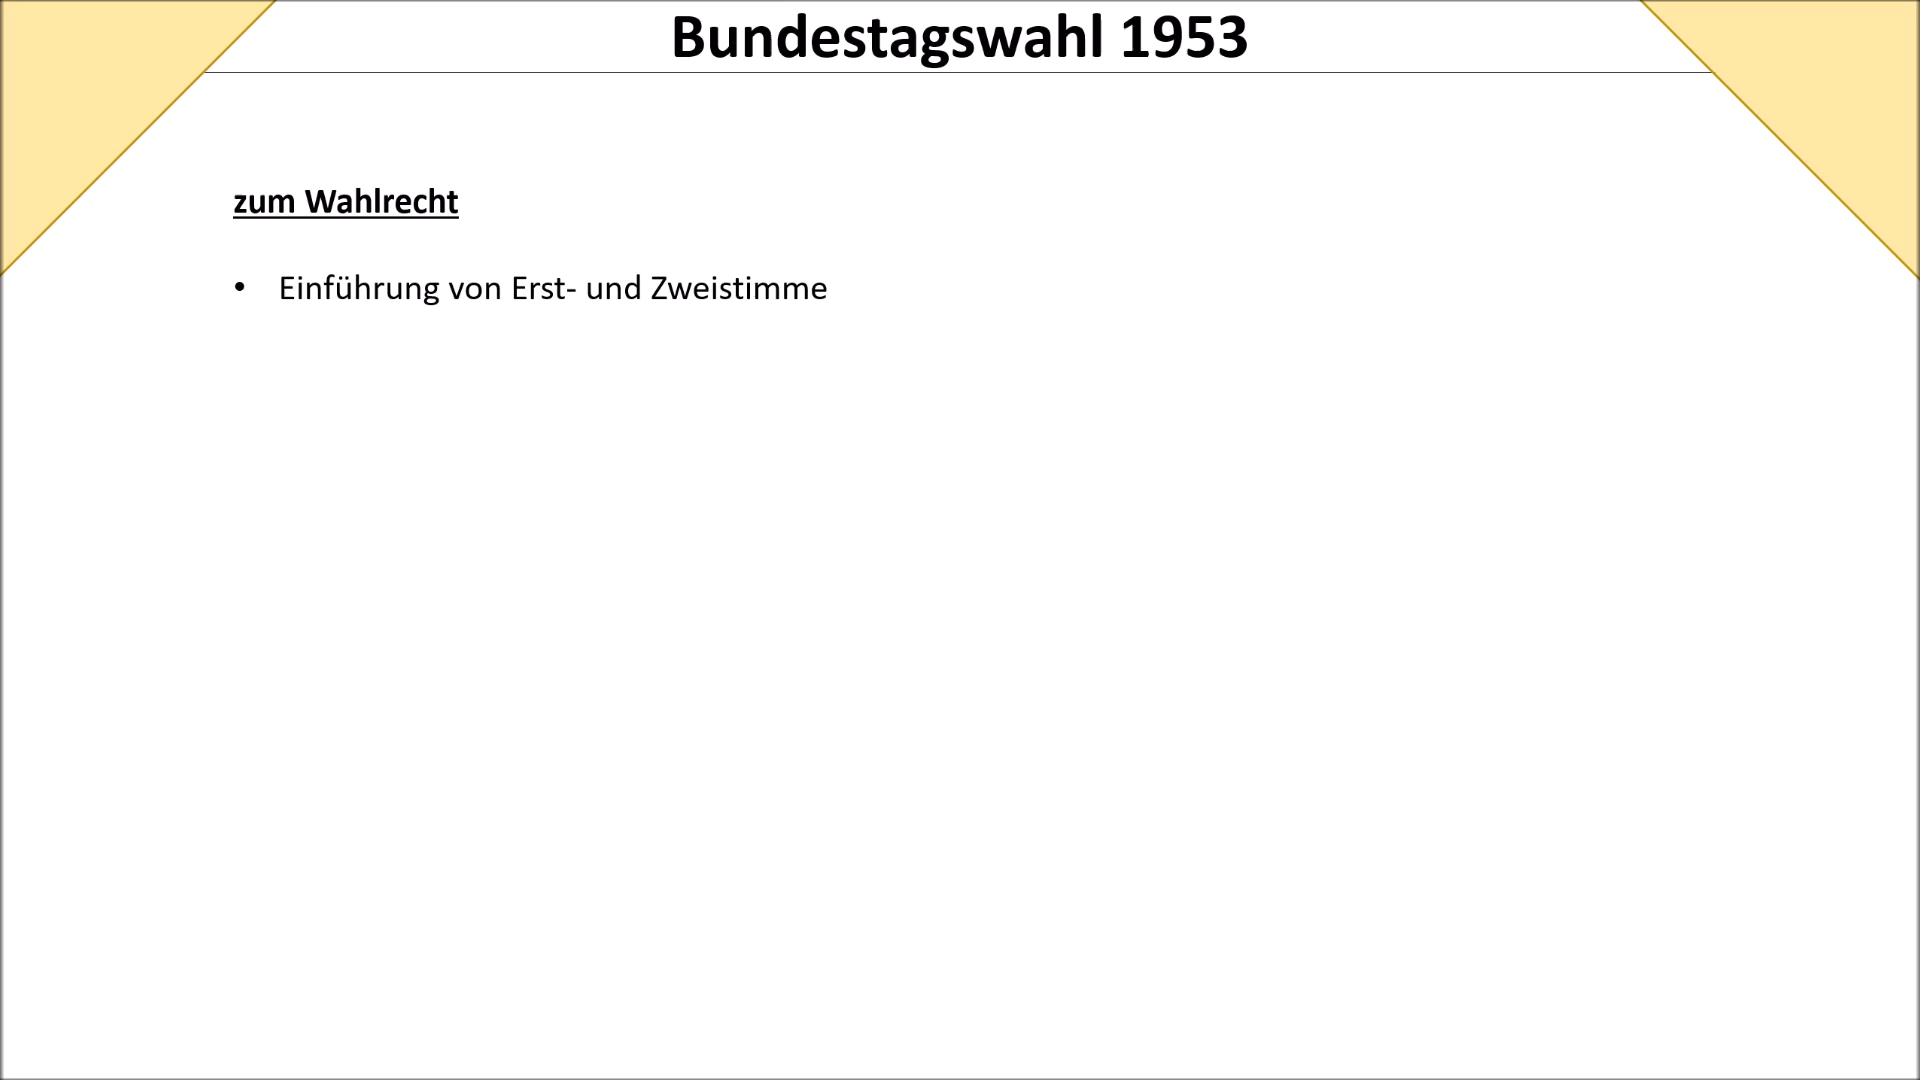 Bundestagswahl 1953
zum Wahlrecht
• Einführung von Erst- und Zweistimme